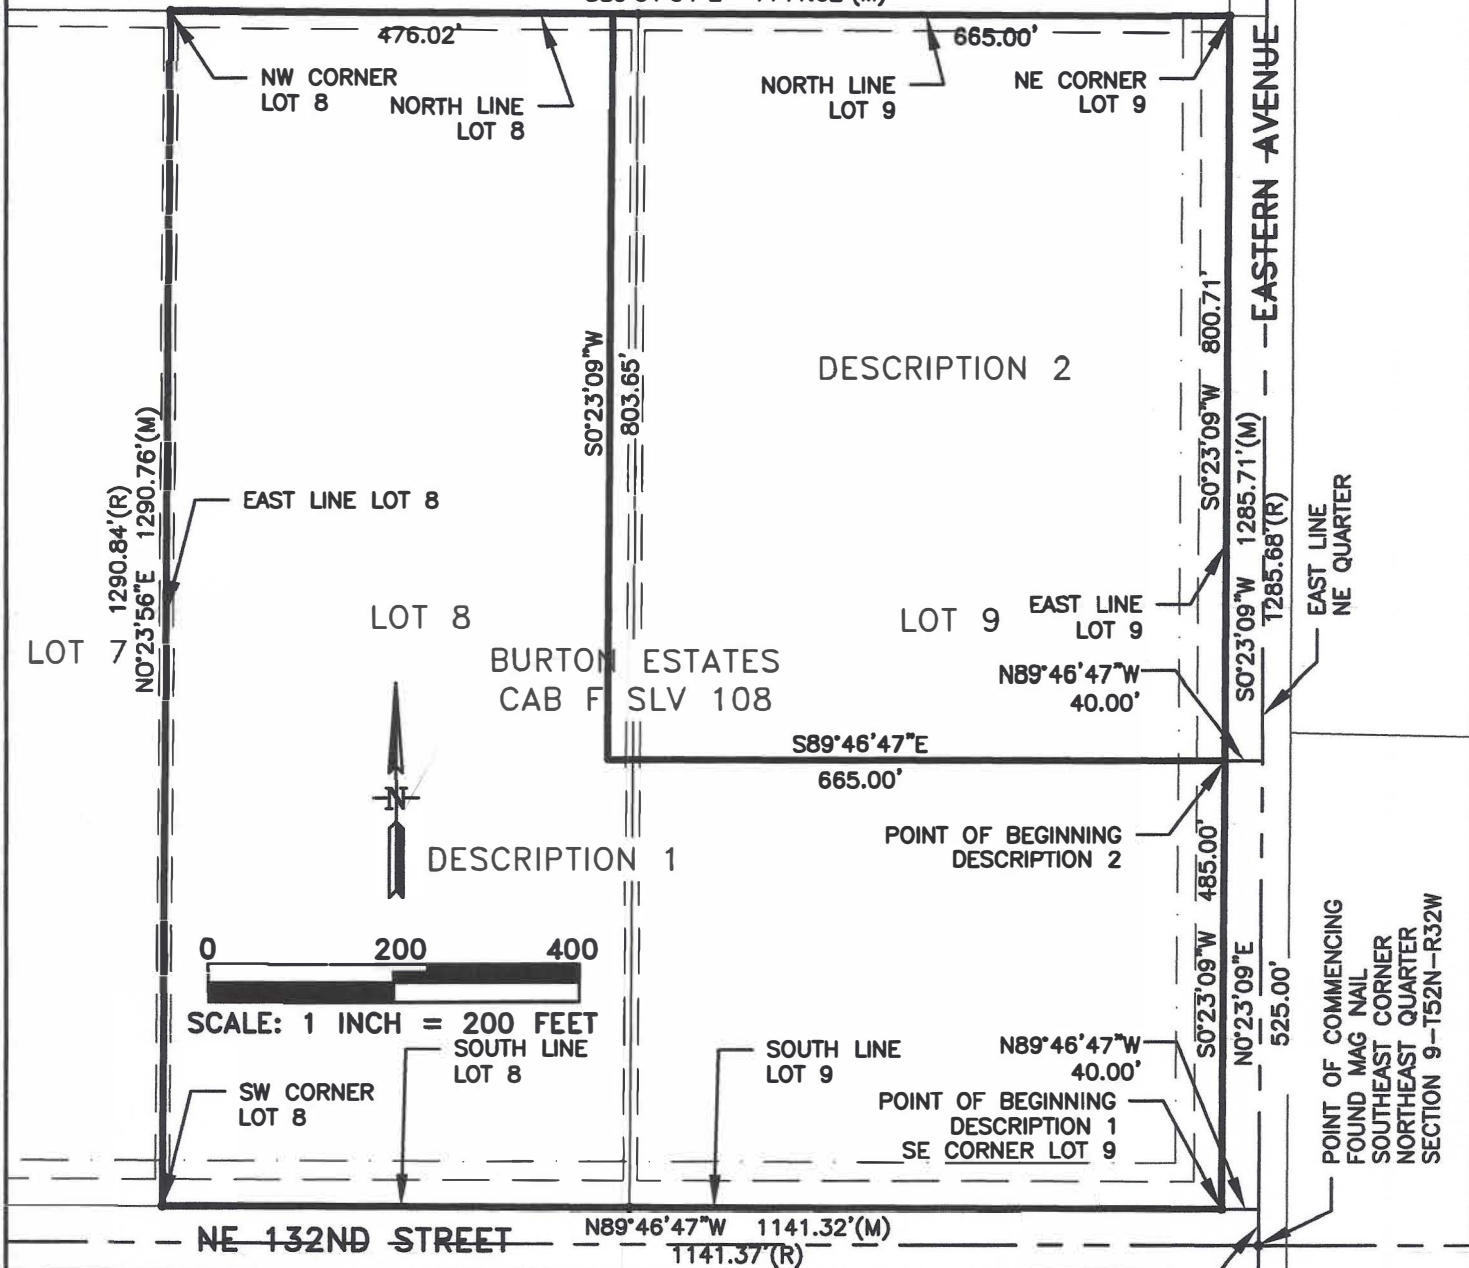 476.02'
665.00'
NW CORNER
LOT 8
NORTH LINE
LOT 8
NORTH LINE
LOT 9
NE CORNER
LOT 9
EASTERN AVENUE
S0°23'09"W
803.65'
DESCRIPTION 2
S0°23'09"W 800.71'
1290.84'(R)
N0°23'56"E 1290.76'(M)
EAST LINE LOT 8
S0°23'09"W 1285.71'(M)
1285.68'(R)
EAST LINE
NE QUARTER
LOT 7
LOT 8
LOT 9
EAST LINE
LOT 9
BURTON ESTATES
CAB F SLV 108
N89°46'47"W
40.00'
S89°46'47"E
665.00'
POINT OF BEGINNING
DESCRIPTION 2
N
DESCRIPTION 1
S0°23'09"W 485.00'
N0°23'09"E
525.00'
POINT OF COMMENCING
FOUND MAG NAIL
SOUTHEAST CORNER
NORTHEAST QUARTER
SECTION 9-T52N-R32W
0 200 400
SCALE: 1 INCH = 200 FEET
SOUTH LINE
LOT 8
SOUTH LINE
LOT 9
N89°46'47"W
40.00'
SW CORNER
LOT 8
POINT OF BEGINNING
DESCRIPTION 1
SE CORNER LOT 9
NE 132ND STREET
N89°46'47"W 1141.32'(M)
1141.37'(R)